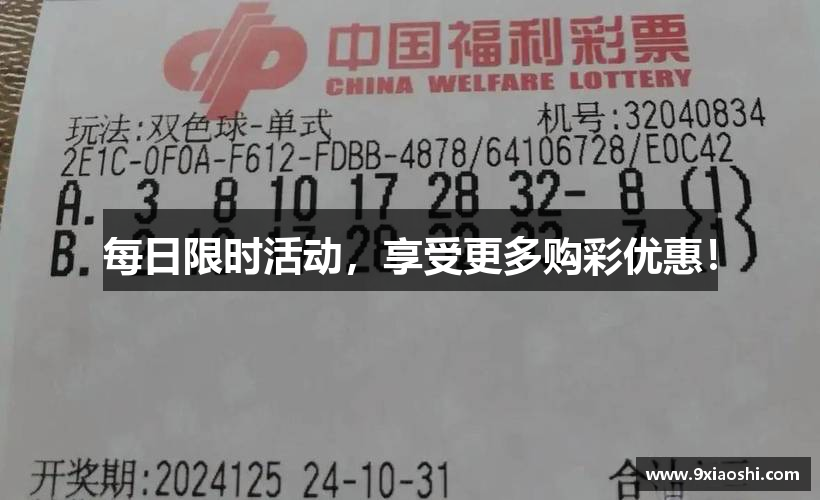 中国福利彩票
CHINA WELFARE LOTTERY
玩法:双色球-单式 机号:32040834
2E1C-0F0A-F612-FDBB-4878/64106728/E0C42
A. 3 8 10 17 28 32- 8 (1)
B.
每日限时活动，享受更多购彩优惠！
开奖期:2024125 24-10-31
www.9xiaoshi.com